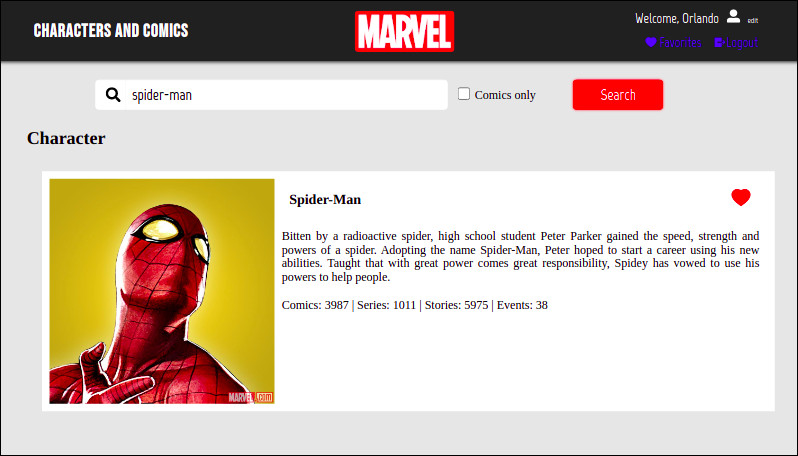 CHARACTERS AND COMICS
MARVEL
Welcome, Orlando edit
Favorites Logout
spider-man
Comics only
Search
Character
Spider-Man
Bitten by a radioactive spider, high school student Peter Parker gained the speed, strength and
powers of a spider. Adopting the name Spider-Man, Peter hoped to start a career using his new
abilities. Taught that with great power comes great responsibility, Spidey has vowed to use his
powers to help people.
Comics: 3987 | Series: 1011 | Stories: 5975 | Events: 38
MARVEL.com